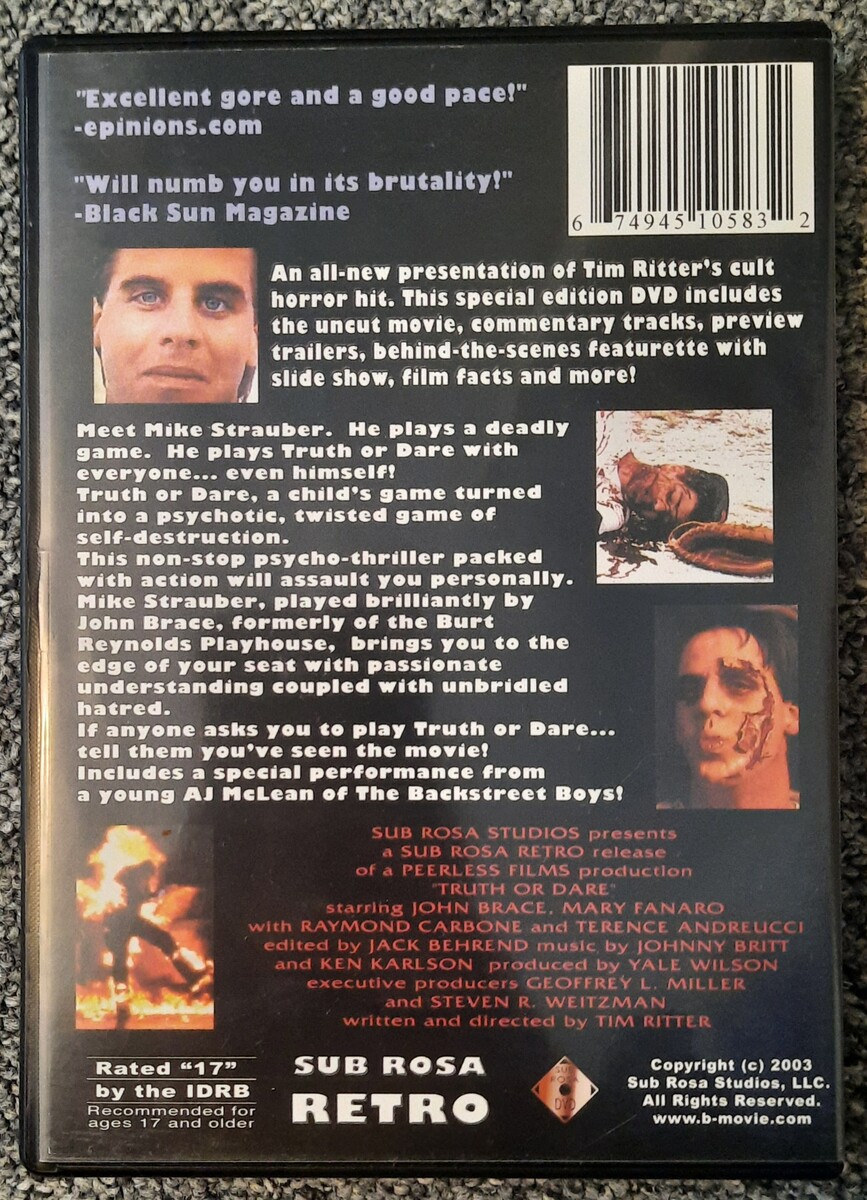 "Excellent gore and a good pace!"
-epinions.com
"Will numb you in its brutality!"
-Black Sun Magazine
6 74945 10583 2
An all-new presentation of Tim Ritter's cult
horror hit. This special edition DVD includes
the uncut movie, commentary tracks, preview
trailers, behind-the-scenes featurette with
slide show, film facts and more!
Meet Mike Strauber. He plays a deadly
game. He plays Truth or Dare with
everyone... even himself!
Truth or Dare, a child's game turned
into a psychotic, twisted game of
self-destruction.
This non-stop psycho-thriller packed
with action will assault you personally.
Mike Strauber, played brilliantly by
John Brace, formerly of the Burt
Reynolds Playhouse, brings you to the
edge of your seat with passionate
understanding coupled with unbridled
hatred.
If anyone asks you to play Truth or Dare...
tell them you've seen the movie!
Includes a special performance from
a young AJ McLean of The Backstreet Boys!
SUB ROSA STUDIOS presents
a SUB ROSA RETRO release
of a PEERLESS FILMS production
"TRUTH OR DARE"
starring JOHN BRACE, MARY FANARO
with RAYMOND CARBONE and TERENCE ANDREUCCI
edited by JACK BEHREND music by JOHNNY BRITT
and KEN KARLSON produced by YALE WILSON
executive producers GEOFFREY L. MILLER
and STEVEN R. WEITZMAN
written and directed by TIM RITTER
Rated "17"
by the IDRB
Recommended for
ages 17 and older
SUB ROSA
RETRO
SUB
ROSA
DVD
Copyright (c) 2003
Sub Rosa Studios, LLC.
All Rights Reserved.
www.b-movie.com